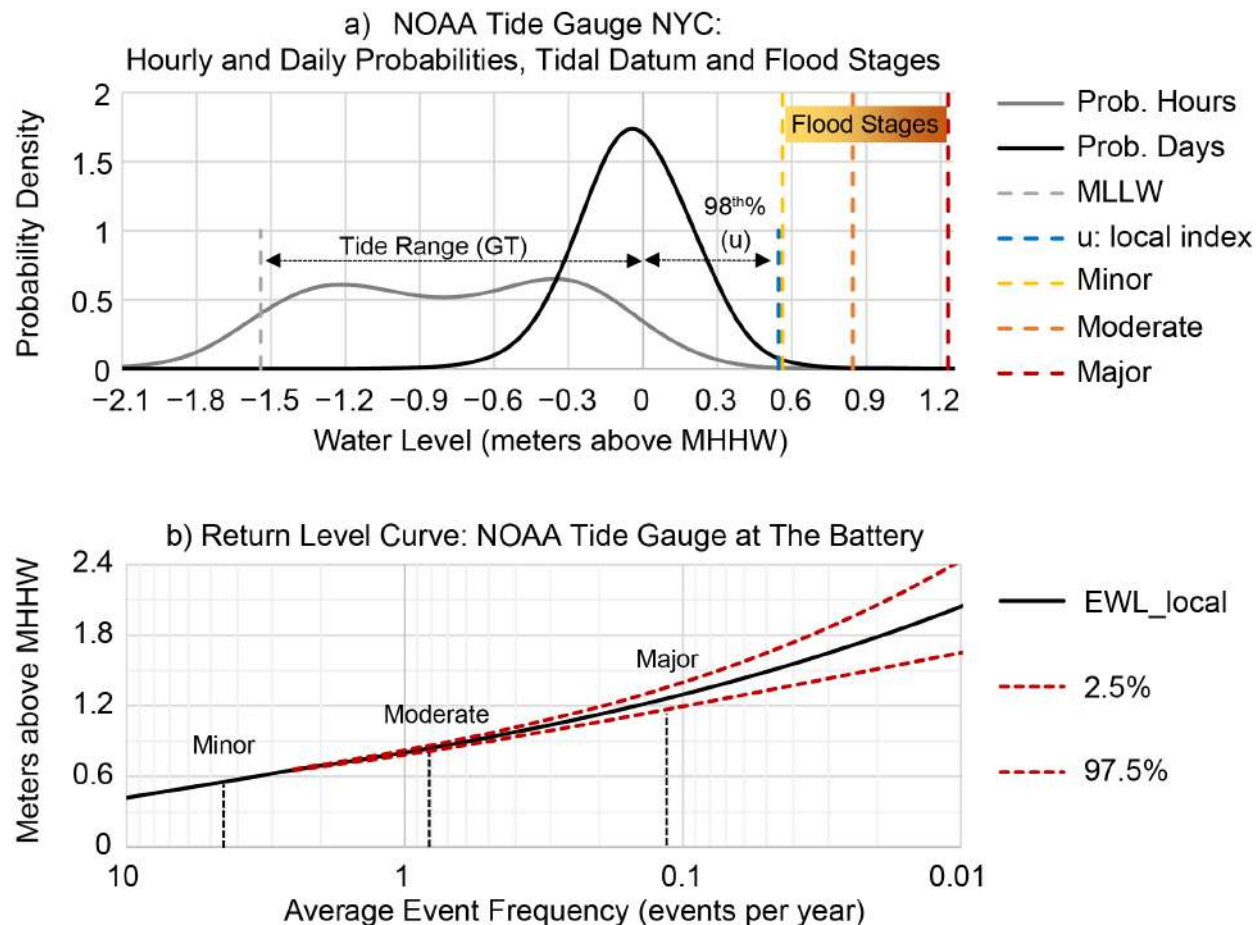 a) NOAA Tide Gauge NYC:
Hourly and Daily Probabilities, Tidal Datum and Flood Stages
Probability Density
2
1.5
1
0.5
0
Flood Stages
98th%
(u)
Tide Range (GT)
−2.1 −1.8 −1.5 −1.2 −0.9 −0.6 −0.3 0 0.3 0.6 0.9 1.2
Water Level (meters above MHHW)
Prob. Hours
Prob. Days
MLLW
u: local index
Minor
Moderate
Major
b) Return Level Curve: NOAA Tide Gauge at The Battery
Meters above MHHW
2.4
1.8
1.2
0.6
0
Minor
Moderate
Major
10 1 0.1 0.01
Average Event Frequency (events per year)
EWL_local
2.5%
97.5%